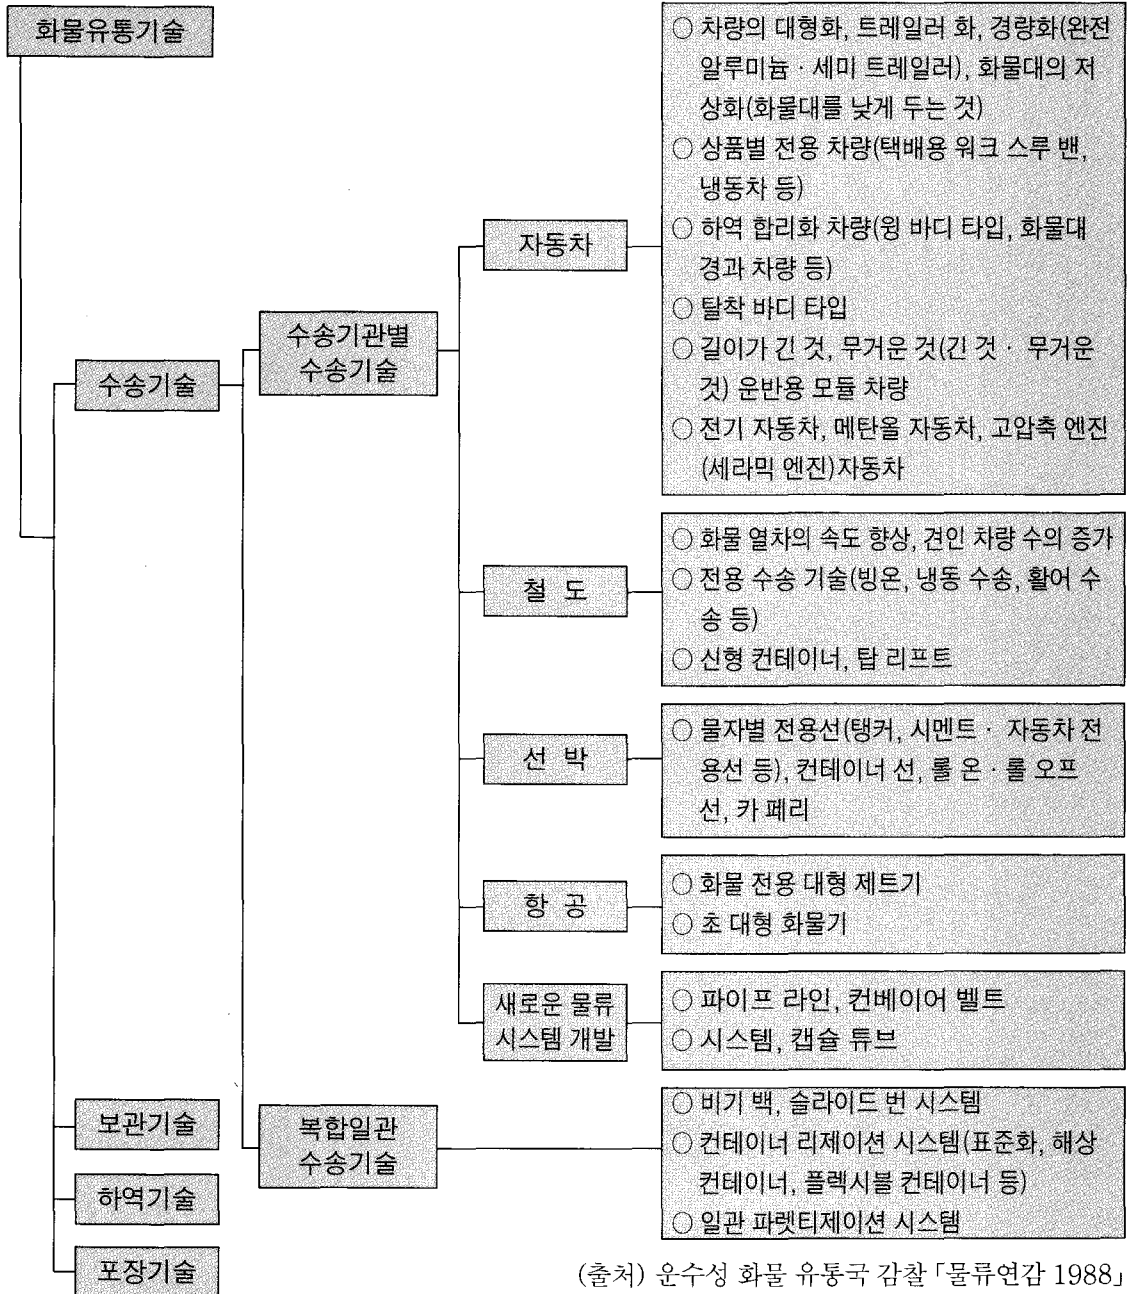 화물유통기술
수송기술
수송기관별
수송기술
자동차
○ 차량의 대형화, 트레일러 화, 경량화(완전
알루미늄 · 세미 트레일러), 화물대의 저
상화(화물대를 낮게 두는 것)
○ 상품별 전용 차량(택배용 워크 스루 밴,
냉동차 등)
○ 하역 합리화 차량(윙 바디 타입, 화물대
경과 차량 등)
○ 탈착 바디 타입
○ 길이가 긴 것, 무거운 것(긴 것 · 무거운
것) 운반용 모듈 차량
○ 전기 자동차, 메탄올 자동차, 고압축 엔진
(세라믹 엔진)자동차
철 도
○ 화물 열차의 속도 향상, 견인 차량 수의 증가
○ 전용 수송 기술(빙온, 냉동 수송, 활어 수
송 등)
○ 신형 컨테이너, 탑 리프트
선 박
○ 물자별 전용선(탱커, 시멘트 · 자동차 전
용선 등), 컨테이너 선, 롤 온 · 롤 오프
선, 카 페리
항 공
○ 화물 전용 대형 제트기
○ 초 대형 화물기
새로운 물류
시스템 개발
○ 파이프 라인, 컨베이어 벨트
○ 시스템, 캡슐 튜브
복합일관
수송기술
○ 비기 백, 슬라이드 번 시스템
○ 컨테이너 리제이션 시스템(표준화, 해상
컨테이너, 플렉시블 컨테이너 등)
○ 일관 파렛티제이션 시스템
보관기술
하역기술
포장기술
(출처) 운수성 화물 유통국 감찰 「물류연감 1988」